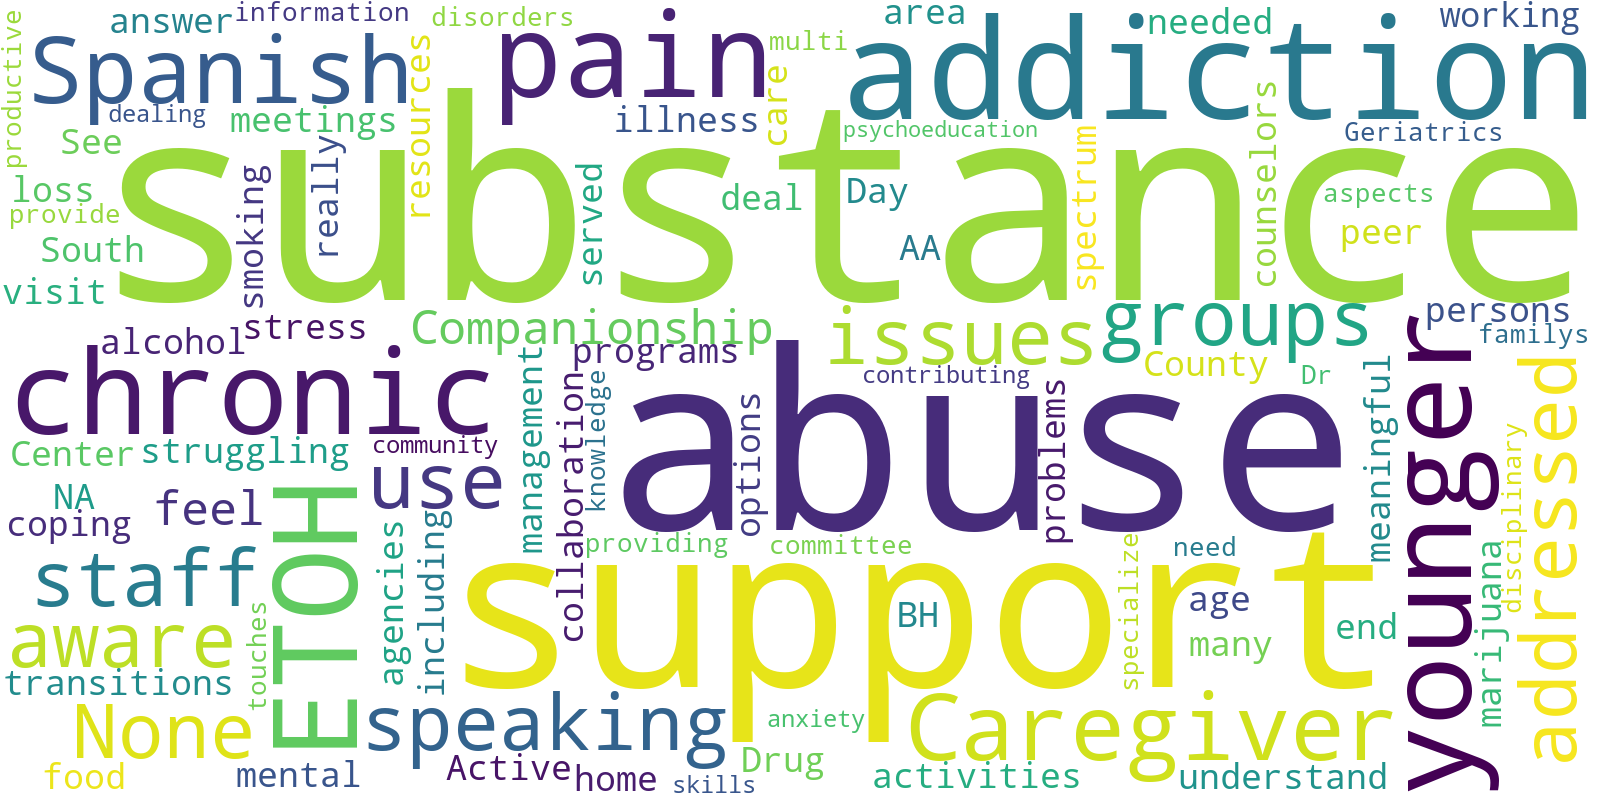 productive
answer
information
disorders
area
needed
working
Spanish
pain
multi
addiction
dealing
meetings
resources
illness
care
psychoeducation
spectrum
counselors
Geriatrics
See
substance
loss
provide
smoking
really
served
deal
Day
aspects
South
AA
peer
visit
alcohol
stress
Companionship
issues
groups
persons
familys
programs
chronic
management
collaboration
knowledge
contributing
County
Dr
meaningful
younger
addressed
abuse
options
problems
Center
struggling
community
use
disciplinary
NA
coping
feel
ETOH
agencies
including
providing
committee
specialize
need
marijuana
staff
support
BH
age
end
aware
touches
many
transitions
None
speaking
anxiety
Caregiver
food
mental
Active
home
skills
Drug
activities
understand